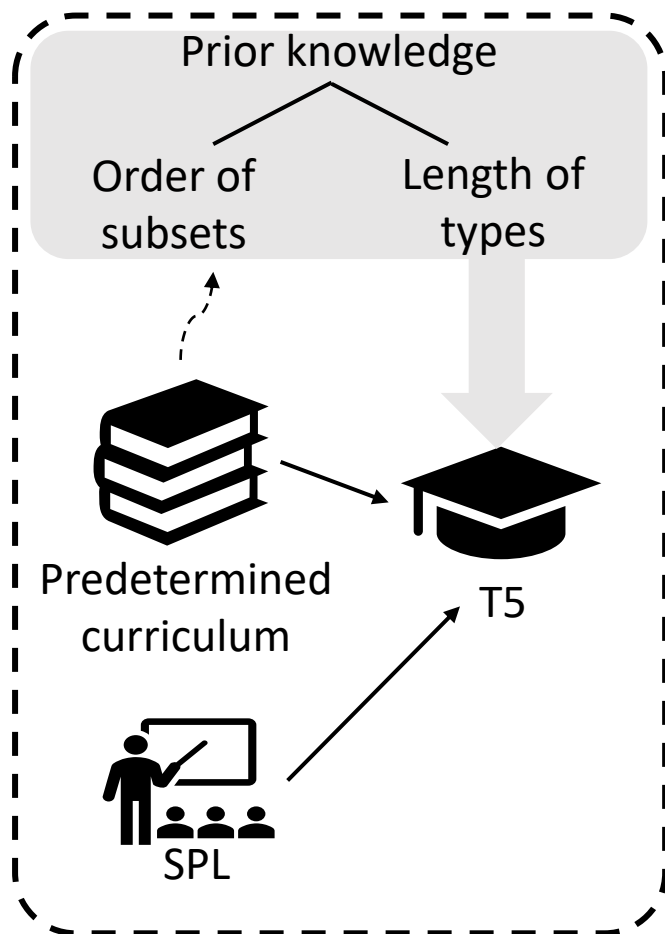 Prior knowledge
Order of
subsets
Length of
types
Predetermined
curriculum
T5
SPL